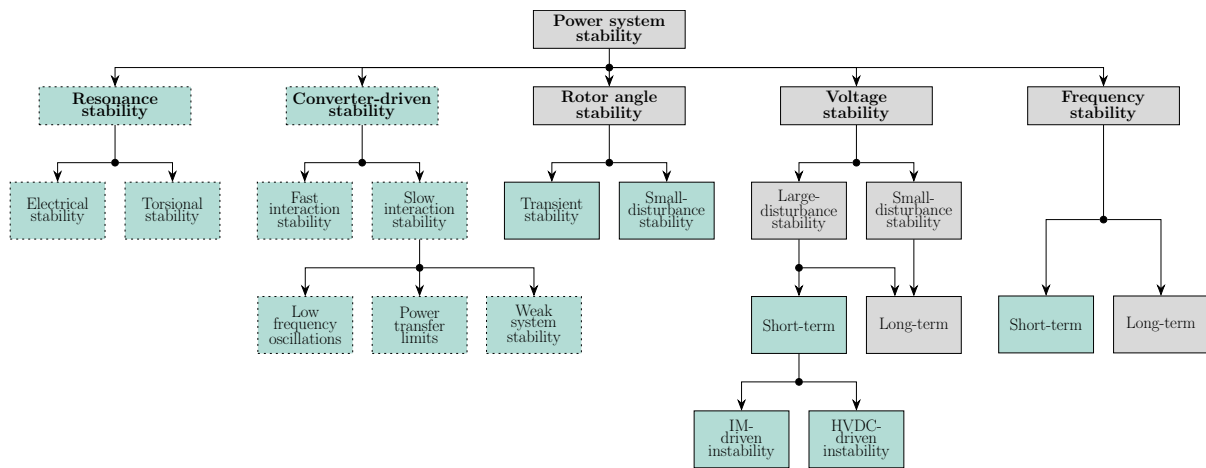 Power system
stability
Resonance
stability
Converter-driven
stability
Rotor angle
stability
Voltage
stability
Frequency
stability
Electrical
stability
Torsional
stability
Fast
interaction
stability
Slow
interaction
stability
Transient
stability
Small-
disturbance
stability
Large-
disturbance
stability
Small-
disturbance
stability
Low
frequency
oscillations
Power
transfer
limits
Weak
system
stability
Short-term
Long-term
Short-term
Long-term
IM-
driven
instability
HVDC-
driven
instability